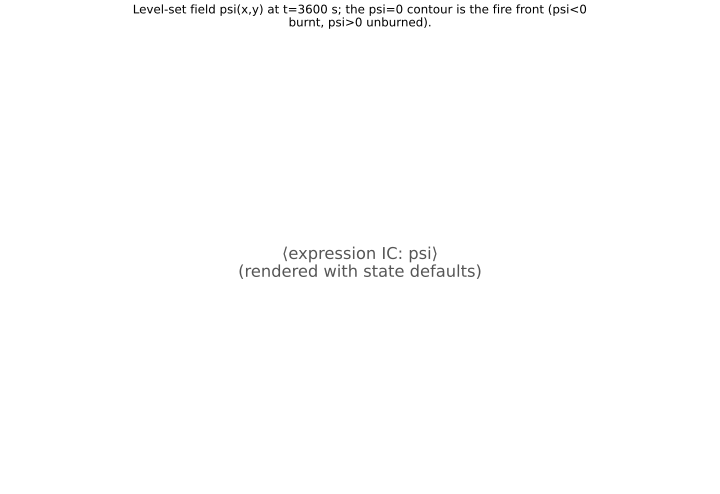 Level-set field psi(x,y) at t=3600 s; the psi=0 contour is the fire front (psi<0
burnt, psi>0 unburned).
⟨expression IC: psi⟩
(rendered with state defaults)